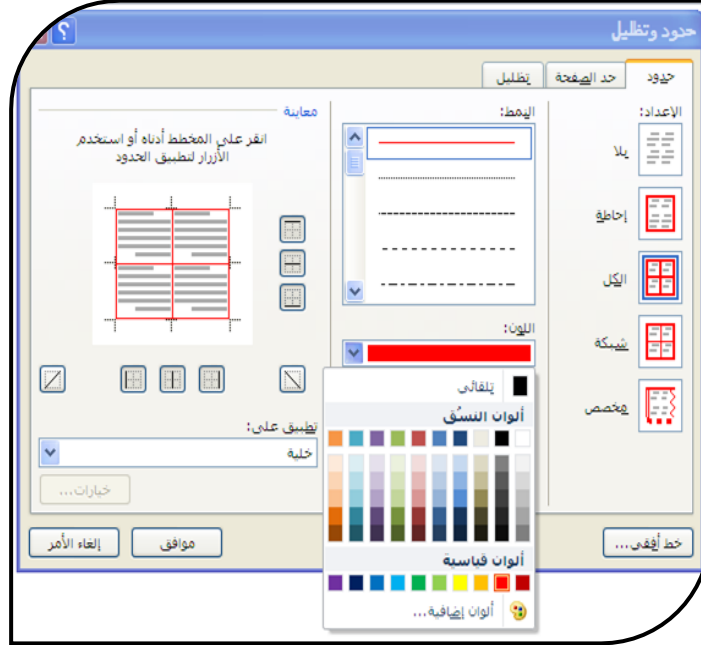 حدود وتظليل
?
حدود
حد الصفحة
تظليل
الإعداد:
بلا
إحاطة
الكل
شبكة
مخصص
النمط:
اللون:
تلقائي
ألوان النسُق
ألوان قياسية
ألوان إضافية...
معاينة
انقر على المخطط أدناه أو استخدم
الأزرار لتطبيق الحدود
تطبيق على:
خلية
خيارات...
خط أفقي...
موافق
إلغاء الأمر